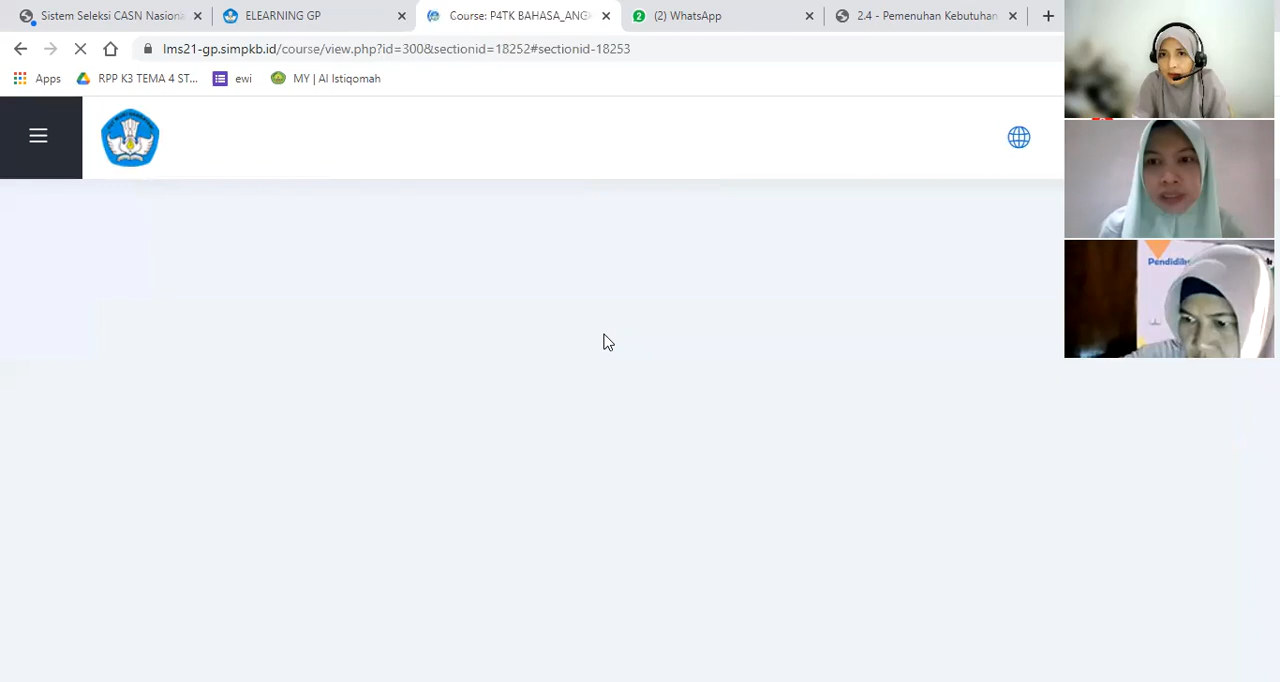 Sistem Seleksi CASN Nasiona
ELEARNING GP
Course: P4TK BAHASA_ANG
2
(2) WhatsApp
2.4 - Pemenuhan Kebutuhan
lms21-gp.simpkb.id/course/view.php?id=300&sectionid=18252#sectionid-18253
Apps
RPP K3 TEMA 4 ST...
ewi
MY | Al Istiqomah
Pendidik